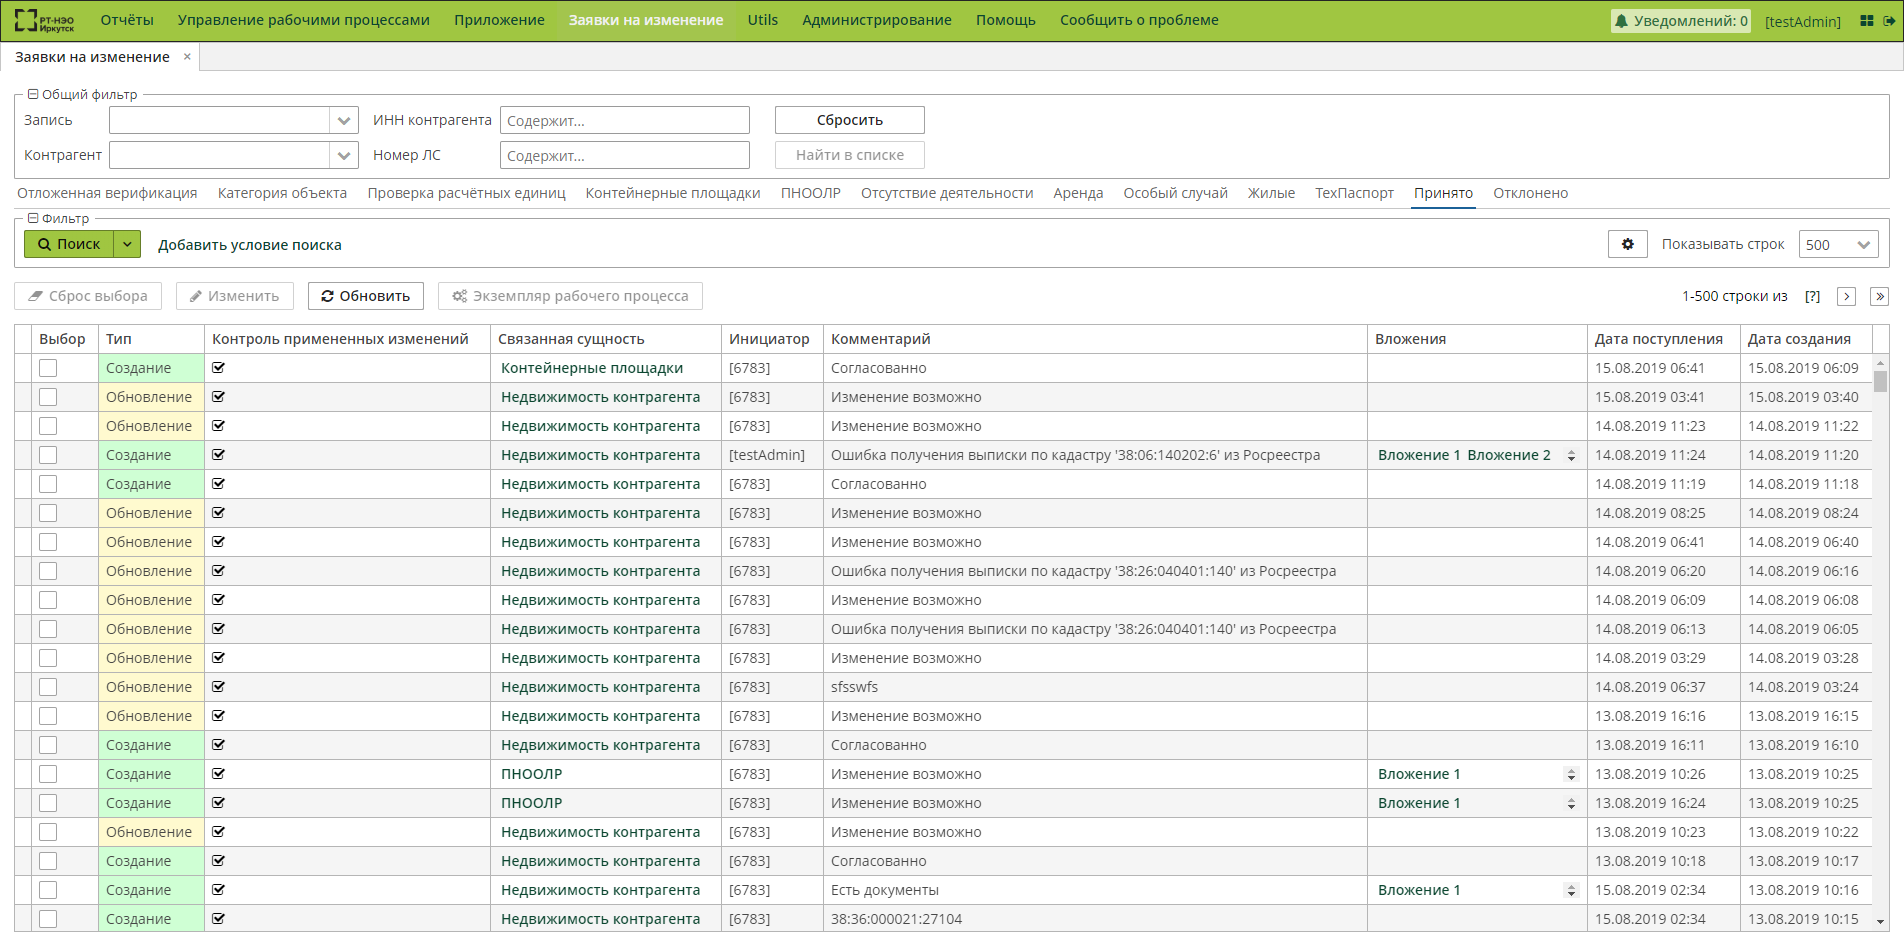 РТ-НЭО Иркутск Отчёты Управление рабочими процессами Приложение Заявки на изменение Utils Администрирование Помощь Сообщить о проблеме Уведомлений: 0 [testAdmin]
Заявки на изменение ×
Общий фильтр
Запись ИНН контрагента Содержит... Сбросить
Контрагент Номер ЛС Содержит... Найти в списке
Отложенная верификация Категория объекта Проверка расчётных единиц Контейнерные площадки ПНООЛР Отсутствие деятельности Аренда Особый случай Жилые ТехПаспорт Принято Отклонено
Фильтр
Поиск Добавить условие поиска Показывать строк 500
Сброс выбора Изменить Обновить Экземпляр рабочего процесса 1-500 строки из [?]
Выбор Тип Контроль примененных изменений Связанная сущность Инициатор Комментарий Вложения Дата поступления Дата создания
Создание Контейнерные площадки [6783] Согласованно 15.08.2019 06:41 15.08.2019 06:09
Обновление Недвижимость контрагента [6783] Изменение возможно 15.08.2019 03:41 15.08.2019 03:40
Обновление Недвижимость контрагента [6783] Изменение возможно 14.08.2019 11:23 14.08.2019 11:22
Создание Недвижимость контрагента [testAdmin] Ошибка получения выписки по кадастру '38:06:140202:6' из Росреестра Вложение 1 Вложение 2 14.08.2019 11:24 14.08.2019 11:20
Создание Недвижимость контрагента [6783] Согласованно 14.08.2019 11:19 14.08.2019 11:18
Обновление Недвижимость контрагента [6783] Изменение возможно 14.08.2019 08:25 14.08.2019 08:24
Обновление Недвижимость контрагента [6783] Изменение возможно 14.08.2019 06:41 14.08.2019 06:40
Обновление Недвижимость контрагента [6783] Ошибка получения выписки по кадастру '38:26:040401:140' из Росреестра 14.08.2019 06:20 14.08.2019 06:16
Обновление Недвижимость контрагента [6783] Изменение возможно 14.08.2019 06:09 14.08.2019 06:08
Обновление Недвижимость контрагента [6783] Ошибка получения выписки по кадастру '38:26:040401:140' из Росреестра 14.08.2019 06:13 14.08.2019 06:05
Обновление Недвижимость контрагента [6783] Изменение возможно 14.08.2019 03:29 14.08.2019 03:28
Обновление Недвижимость контрагента [6783] sfsswfs 14.08.2019 06:37 14.08.2019 03:24
Обновление Недвижимость контрагента [6783] Изменение возможно 13.08.2019 16:16 13.08.2019 16:15
Создание Недвижимость контрагента [6783] Согласованно 13.08.2019 16:11 13.08.2019 16:10
Создание ПНООЛР [6783] Изменение возможно Вложение 1 13.08.2019 10:26 13.08.2019 10:25
Создание ПНООЛР [6783] Изменение возможно Вложение 1 13.08.2019 16:24 13.08.2019 10:25
Обновление Недвижимость контрагента [6783] Изменение возможно 13.08.2019 10:23 13.08.2019 10:22
Создание Недвижимость контрагента [6783] Согласованно 13.08.2019 10:18 13.08.2019 10:17
Создание Недвижимость контрагента [6783] Есть документы Вложение 1 15.08.2019 02:34 13.08.2019 10:16
Создание Недвижимость контрагента [6783] 38:36:000021:27104 15.08.2019 02:34 13.08.2019 10:15